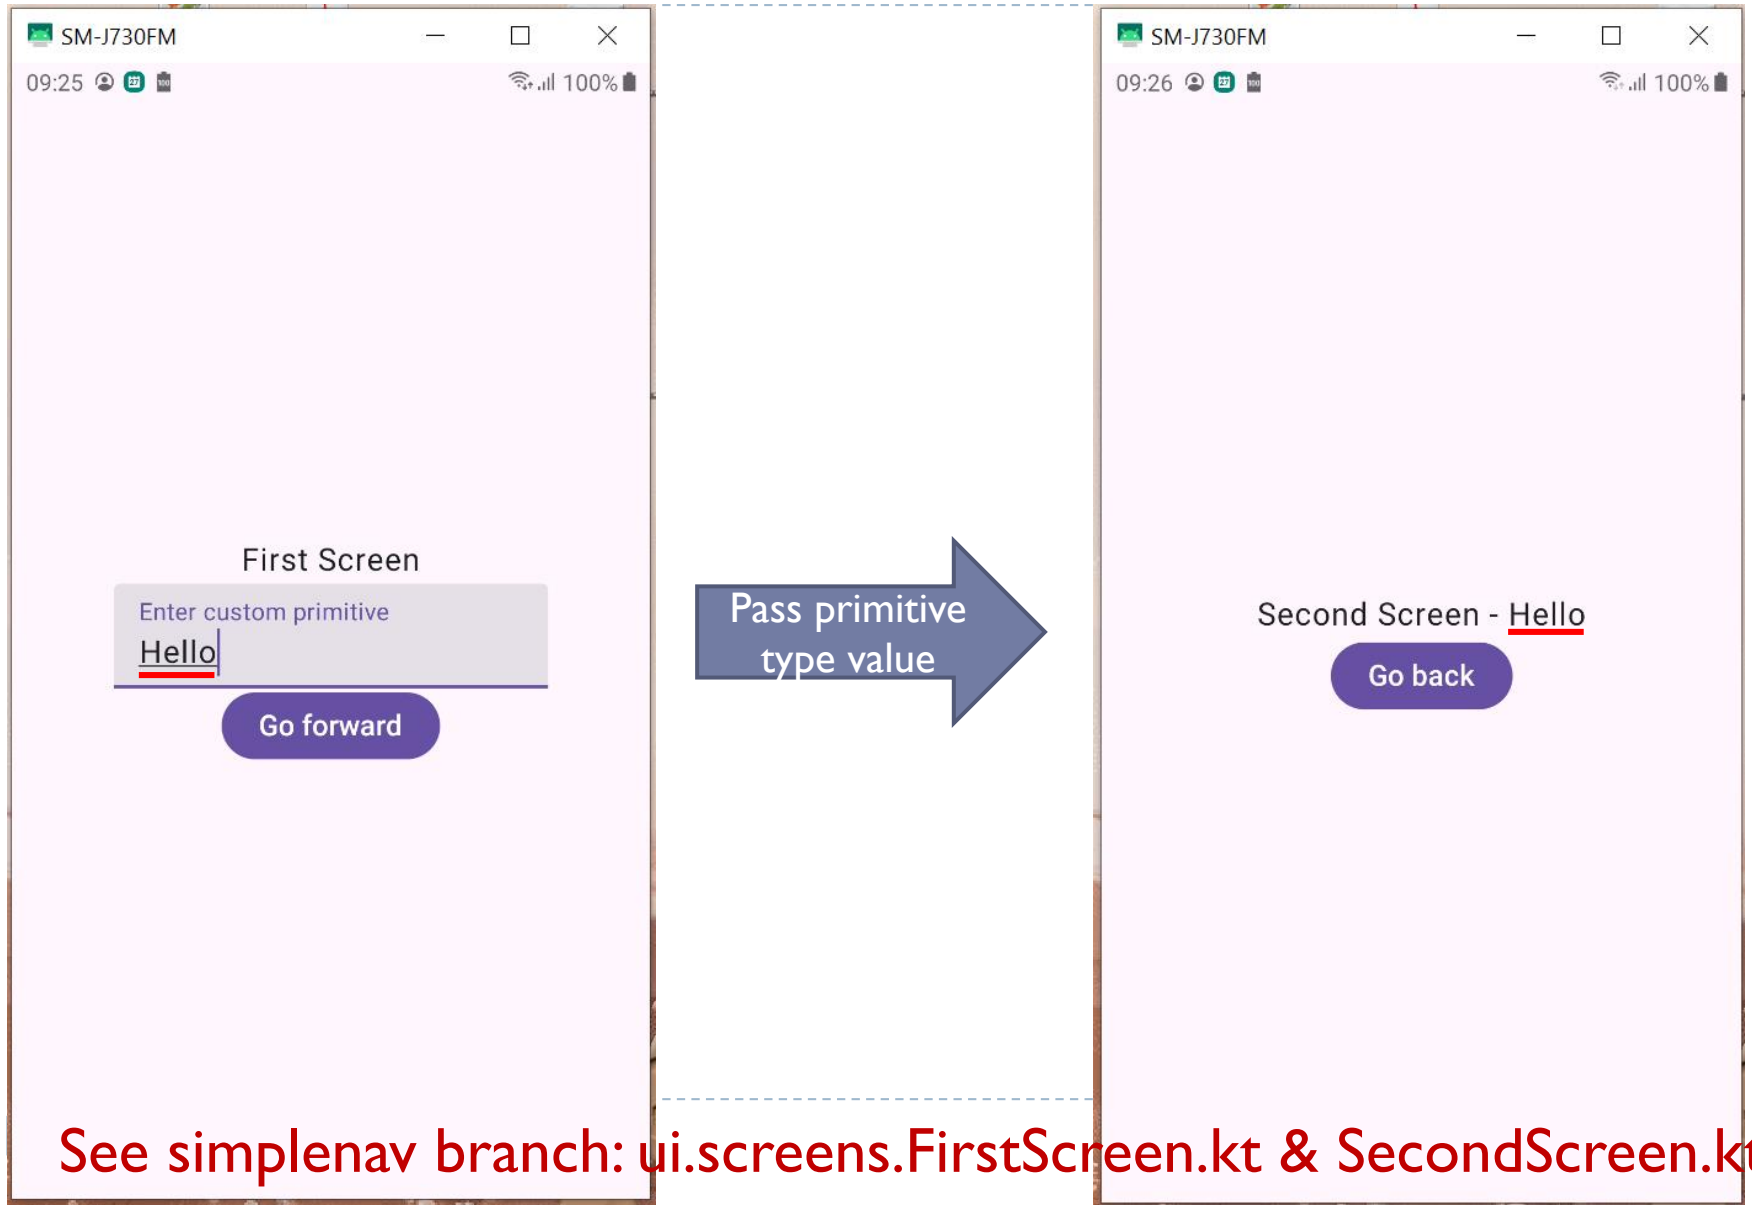 SM-J730FM
09:25 100%
First Screen
Enter custom primitive
Hello
Go forward
Pass primitive
type value
SM-J730FM
09:26 100%
Second Screen - Hello
Go back
See simplenav branch: ui.screens.FirstScreen.kt & SecondScreen.kt